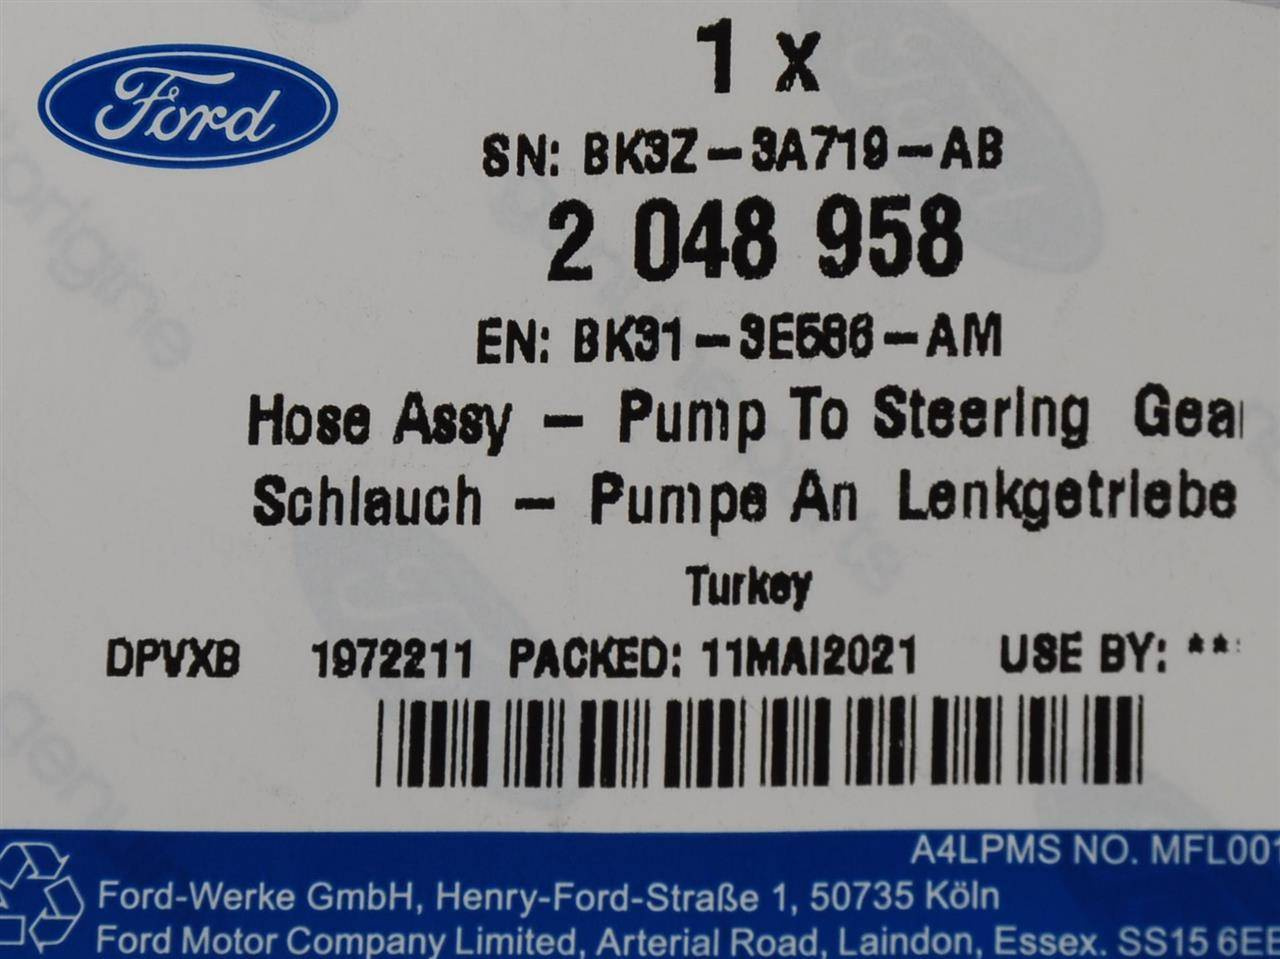 Ford
1 x
SN: BK3Z-3A719-AB
2 048 958
EN: BK31-3E586-AM
Hose Assy - Pump To Steering Gear
Schlauch - Pumpe An Lenkgetriebe
Turkey
DPVXB 1972211 PACKED: 11MAI2021 USE BY: **
A4LPMS NO. MFL001
Ford-Werke GmbH, Henry-Ford-Straße 1, 50735 Köln
Ford Motor Company Limited, Arterial Road, Laindon, Essex. SS15 6EE